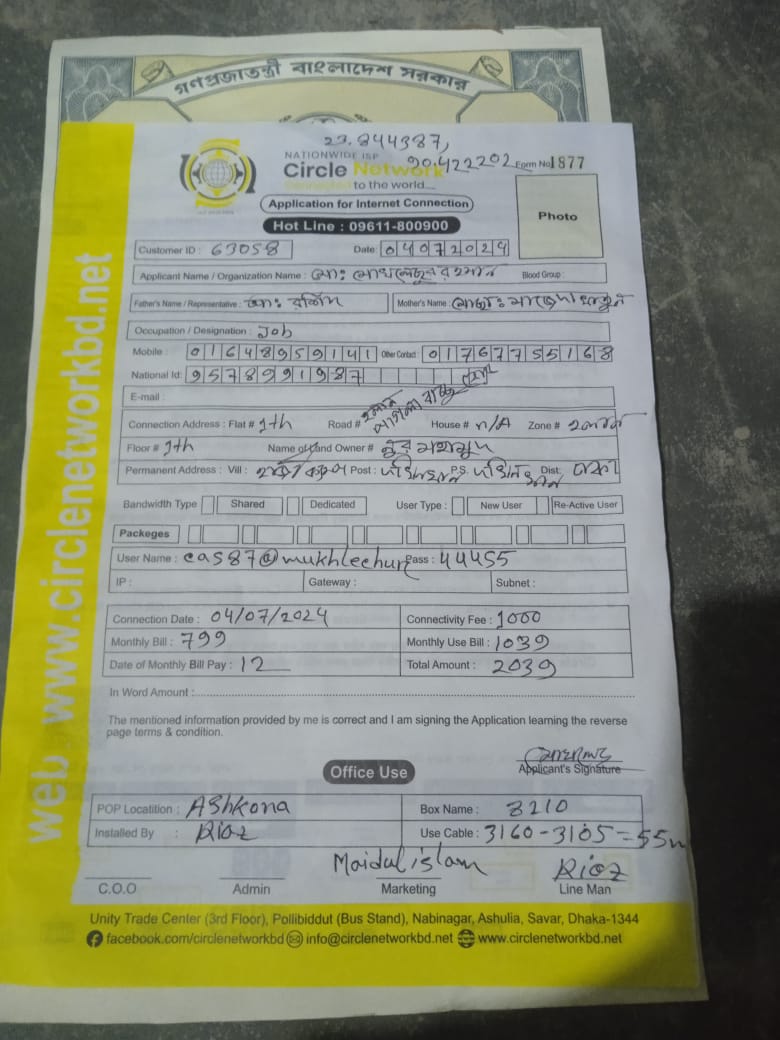 গণপ্রজাতন্ত্রী বাংলাদেশ সরকার
23.844387,
90.422202
NATIONWIDE ISP
Circle Network
Connected to the world....
Form No 1877
Application for Internet Connection
Hot Line : 09611-800900
Photo
Customer ID : 63058 Date: 04072024
Applicant Name / Organization Name : মোঃ মোখলেছুর রহমান Blood Group :
Father's Name / Representative : মোঃ রশিদ Mother's Name :
Occupation / Designation : Job
Mobile : 01648959141 Other Contact : 01767755168
National Id: 9578991987
E-mail :
Connection Address : Flat # 7th Road # House # n/A Zone #
Floor # 7th Name of Land Owner #
Permanent Address : Vill : Post : P.S. Dist: ঢাকা
Bandwidth Type Shared Dedicated User Type : New User Re-Active User
Packeges
User Name : cas87@mukhlechur Pass : 44455
IP : Gateway : Subnet :
Connection Date : 04/07/2024 Connectivity Fee : 1000
Monthly Bill : 799 Monthly Use Bill : 1039
Date of Monthly Bill Pay : 12 Total Amount : 2039
In Word Amount :
The mentioned information provided by me is correct and I am signing the Application learning the reverse
page terms & condition.
Applicant's Signature
Office Use
POP Locatition : AShkona Box Name : 3210
Installed By : Rioz Use Cable : 3160-3105=55m
Maidul islam Rioz
C.O.O Admin Marketing Line Man
Unity Trade Center (3rd Floor), Pollibiddut (Bus Stand), Nabinagar, Ashulia, Savar, Dhaka-1344
facebook.com/circlenetworkbd info@circlenetworkbd.net www.circlenetworkbd.net
web www.circlenetworkbd.net